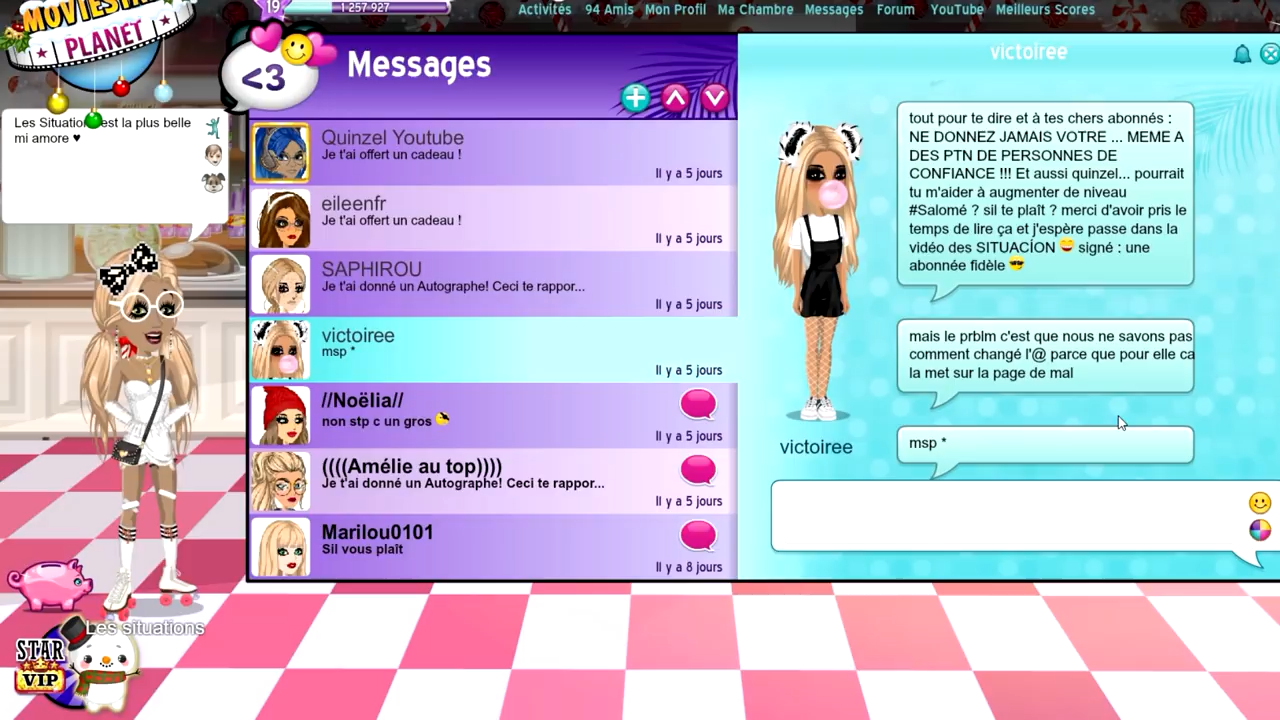 MOVIESTAR
PLANET
19
1 257 927
Activités 94 Amis Mon Profil Ma Chambre Messages Forum YouTube Meilleurs Scores
<3
Messages
victoiree
Les Situation est la plus belle
mi amore ♥
Quinzel Youtube
Je t'ai offert un cadeau !
Il y a 5 jours
eileenfr
Je t'ai offert un cadeau !
Il y a 5 jours
SAPHIROU
Je t'ai donné un Autographe! Ceci te rappor...
Il y a 5 jours
victoiree
msp *
Il y a 5 jours
//Noëlia//
non stp c un gros
Il y a 5 jours
((((Amélie au top))))
Je t'ai donné un Autographe! Ceci te rappor...
Il y a 5 jours
Marilou0101
Sil vous plaît
Il y a 8 jours
tout pour te dire et à tes chers abonnés :
NE DONNEZ JAMAIS VOTRE ... MEME A
DES PTN DE PERSONNES DE
CONFIANCE !!! Et aussi quinzel... pourrait
tu m'aider à augmenter de niveau
#Salomé ? sii te plaît ? merci d'avoir pris le
temps de lire ça et j'espère passe dans la
vidéo des SITUACÍON 😄 signé : une
abonnée fidèle 😎
mais le prblm c'est que nous ne savons pas
comment changé l'@ parce que pour elle ca
la met sur la page de mal
msp *
victoiree
Les situations
STAR
VIP